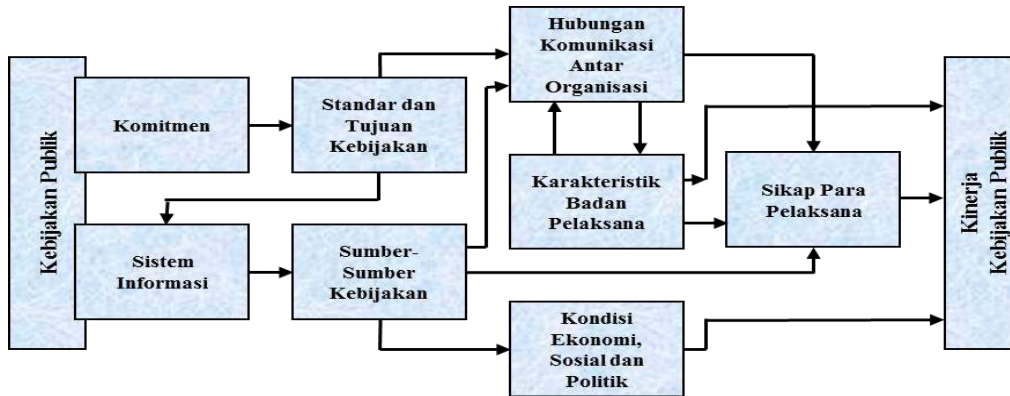 Kebijakan Publik
Komitmen
Standar dan
Tujuan
Kebijakan
Sistem
Informasi
Sumber-
Sumber
Kebijakan
Hubungan
Komunikasi
Antar
Organisasi
Karakteristik
Badan
Pelaksana
Kondisi
Ekonomi,
Sosial dan
Politik
Sikap Para
Pelaksana
Kinerja
Kebijakan Publik